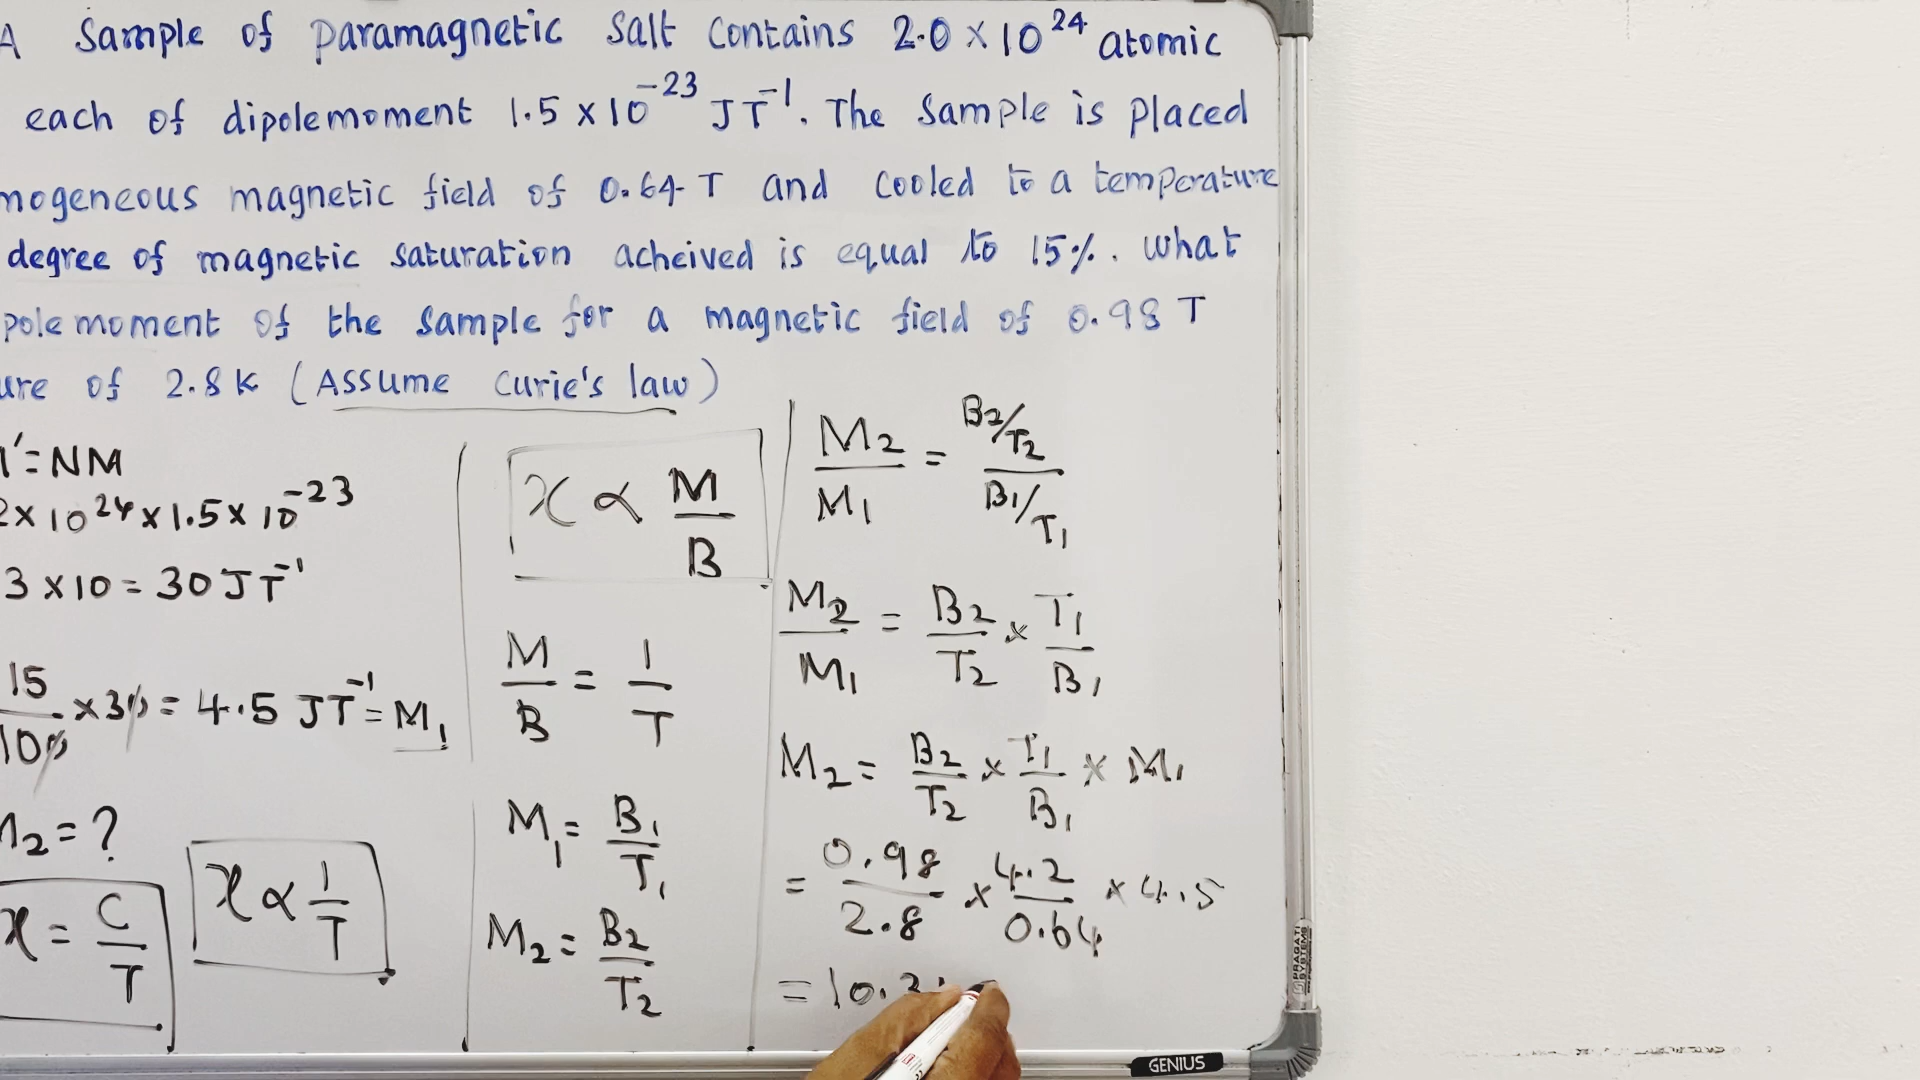 A Sample of paramagnetic Salt Contains 2.0 × 10²⁴ atomic
each of dipolemoment 1.5 × 10⁻²³ JT⁻¹. The Sample is placed
mogeneous magnetic field of 0.64 T and cooled to a temperature
degree of magnetic saturation acheived is equal to 15%. What
pole moment of the Sample for a magnetic field of 0.98 T
ure of 2.8 K (Assume Curie's law)
= NM
2 × 10²⁴ × 1.5 × 10⁻²³
3 × 10 = 30 JT⁻¹
15/100 × 30 = 4.5 JT⁻¹ = M₁
M₂ = ?
χ = C/T
χ ∝ 1/T
χ ∝ M/B
M/B = 1/T
M₁ = B₁/T₁
M₂ = B₂/T₂
M₂/M₁ = (B₂/T₂)/(B₁/T₁)
M₂/M₁ = B₂/T₂ × T₁/B₁
M₂ = B₂/T₂ × T₁/B₁ × M₁
= 0.98/2.8 × 4.2/0.64 × 4.5
= 10.3
PRAGATI SYSTEMS
GENIUS